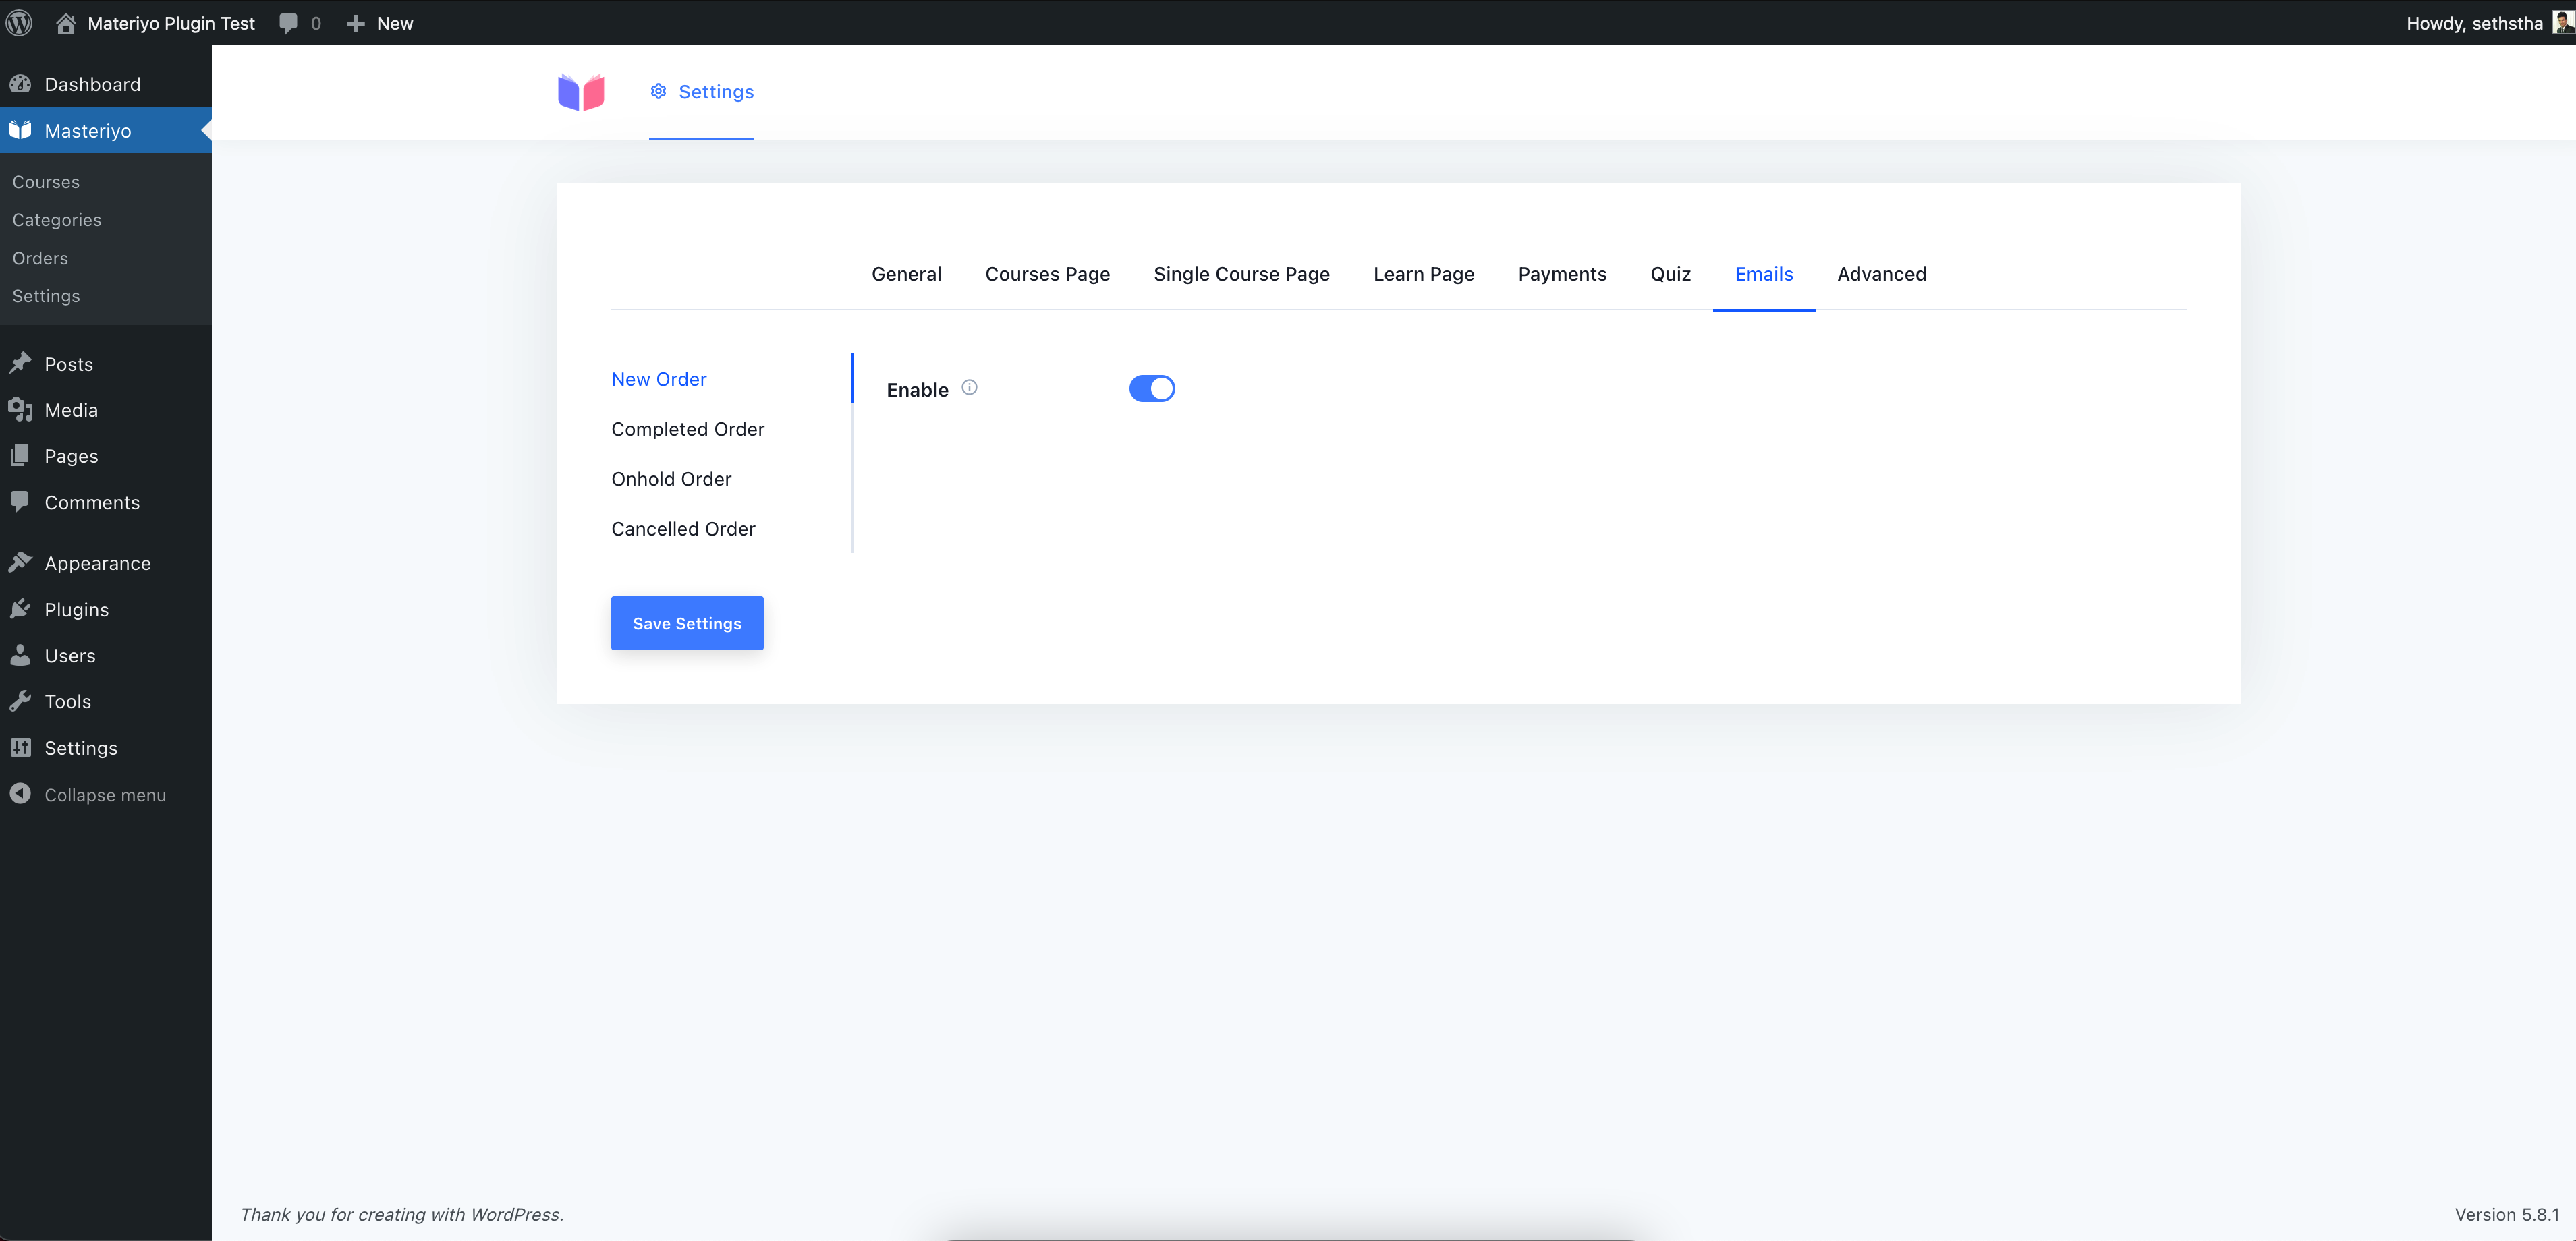 Materiyo Plugin Test 0 New Howdy, sethstha
Dashboard
Masteriyo
Courses
Categories
Orders
Settings
Posts
Media
Pages
Comments
Appearance
Plugins
Users
Tools
Settings
Collapse menu
Settings
General Courses Page Single Course Page Learn Page Payments Quiz Emails Advanced
New Order
Completed Order
Onhold Order
Cancelled Order
Enable
Save Settings
Thank you for creating with WordPress. Version 5.8.1